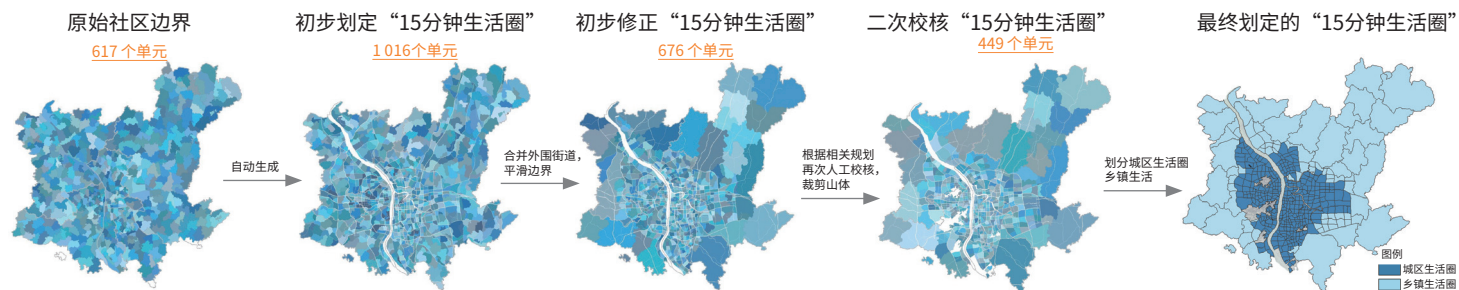 原始社区边界
617 个单元
自动生成
初步划定“15分钟生活圈”
1 016个单元
合并外围街道，
平滑边界
初步修正“15分钟生活圈”
676 个单元
根据相关规划
再次人工校核，
裁剪山体
二次校核“15分钟生活圈”
449 个单元
划分城区生活圈
乡镇生活
最终划定的“15分钟生活圈”
图例
城区生活圈
乡镇生活圈